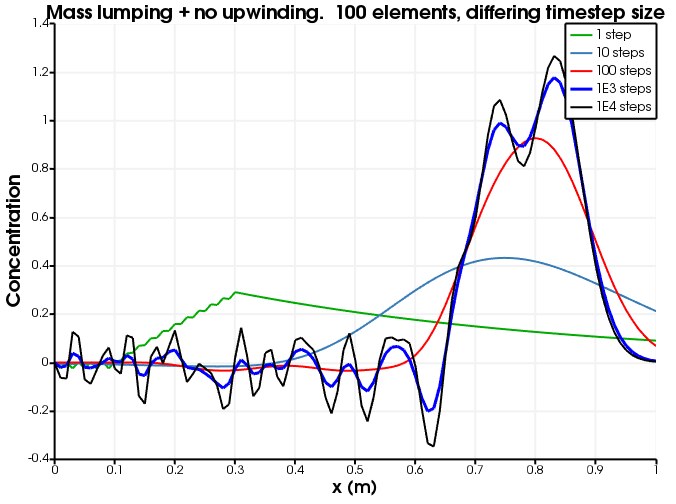 Mass lumping + no upwinding. 100 elements, differing timestep size
1 step
10 steps
100 steps
1E3 steps
1E4 steps
Concentration
1.4
1.2
1
0.8
0.6
0.4
0.2
0
-0.2
-0.4
0 0.1 0.2 0.3 0.4 0.5 0.6 0.7 0.8 0.9 1
x (m)